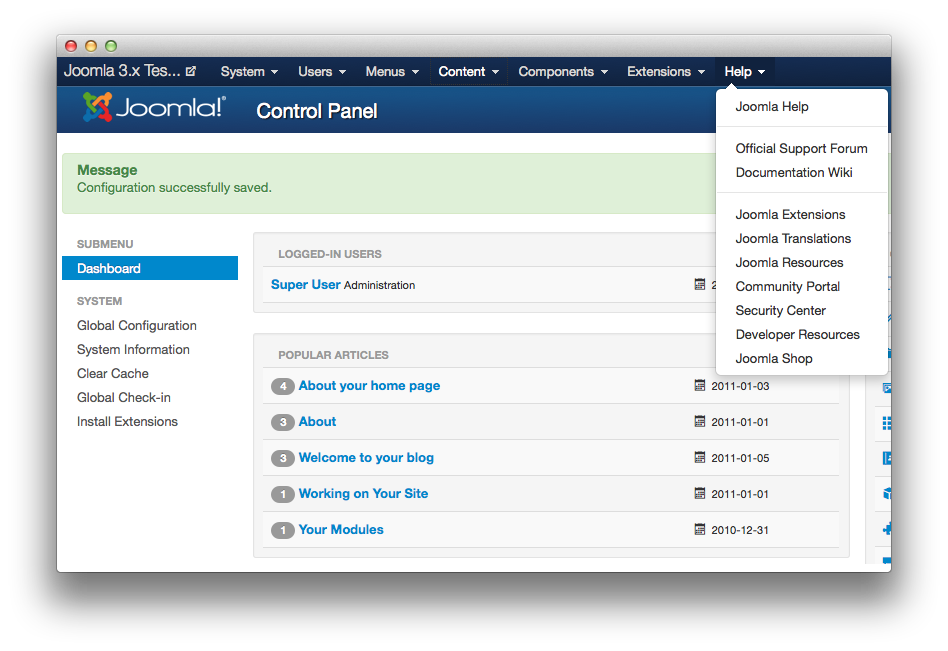 Joomla 3.x Tes... System Users Menus Content Components Extensions Help
Joomla!® Control Panel
Joomla Help
Official Support Forum
Documentation Wiki
Joomla Extensions
Joomla Translations
Joomla Resources
Community Portal
Security Center
Developer Resources
Joomla Shop
Message
Configuration successfully saved.
SUBMENU
Dashboard
SYSTEM
Global Configuration
System Information
Clear Cache
Global Check-in
Install Extensions
LOGGED-IN USERS
Super User Administration 2
POPULAR ARTICLES
4 About your home page 2011-01-03
3 About 2011-01-01
3 Welcome to your blog 2011-01-05
1 Working on Your Site 2011-01-01
1 Your Modules 2010-12-31